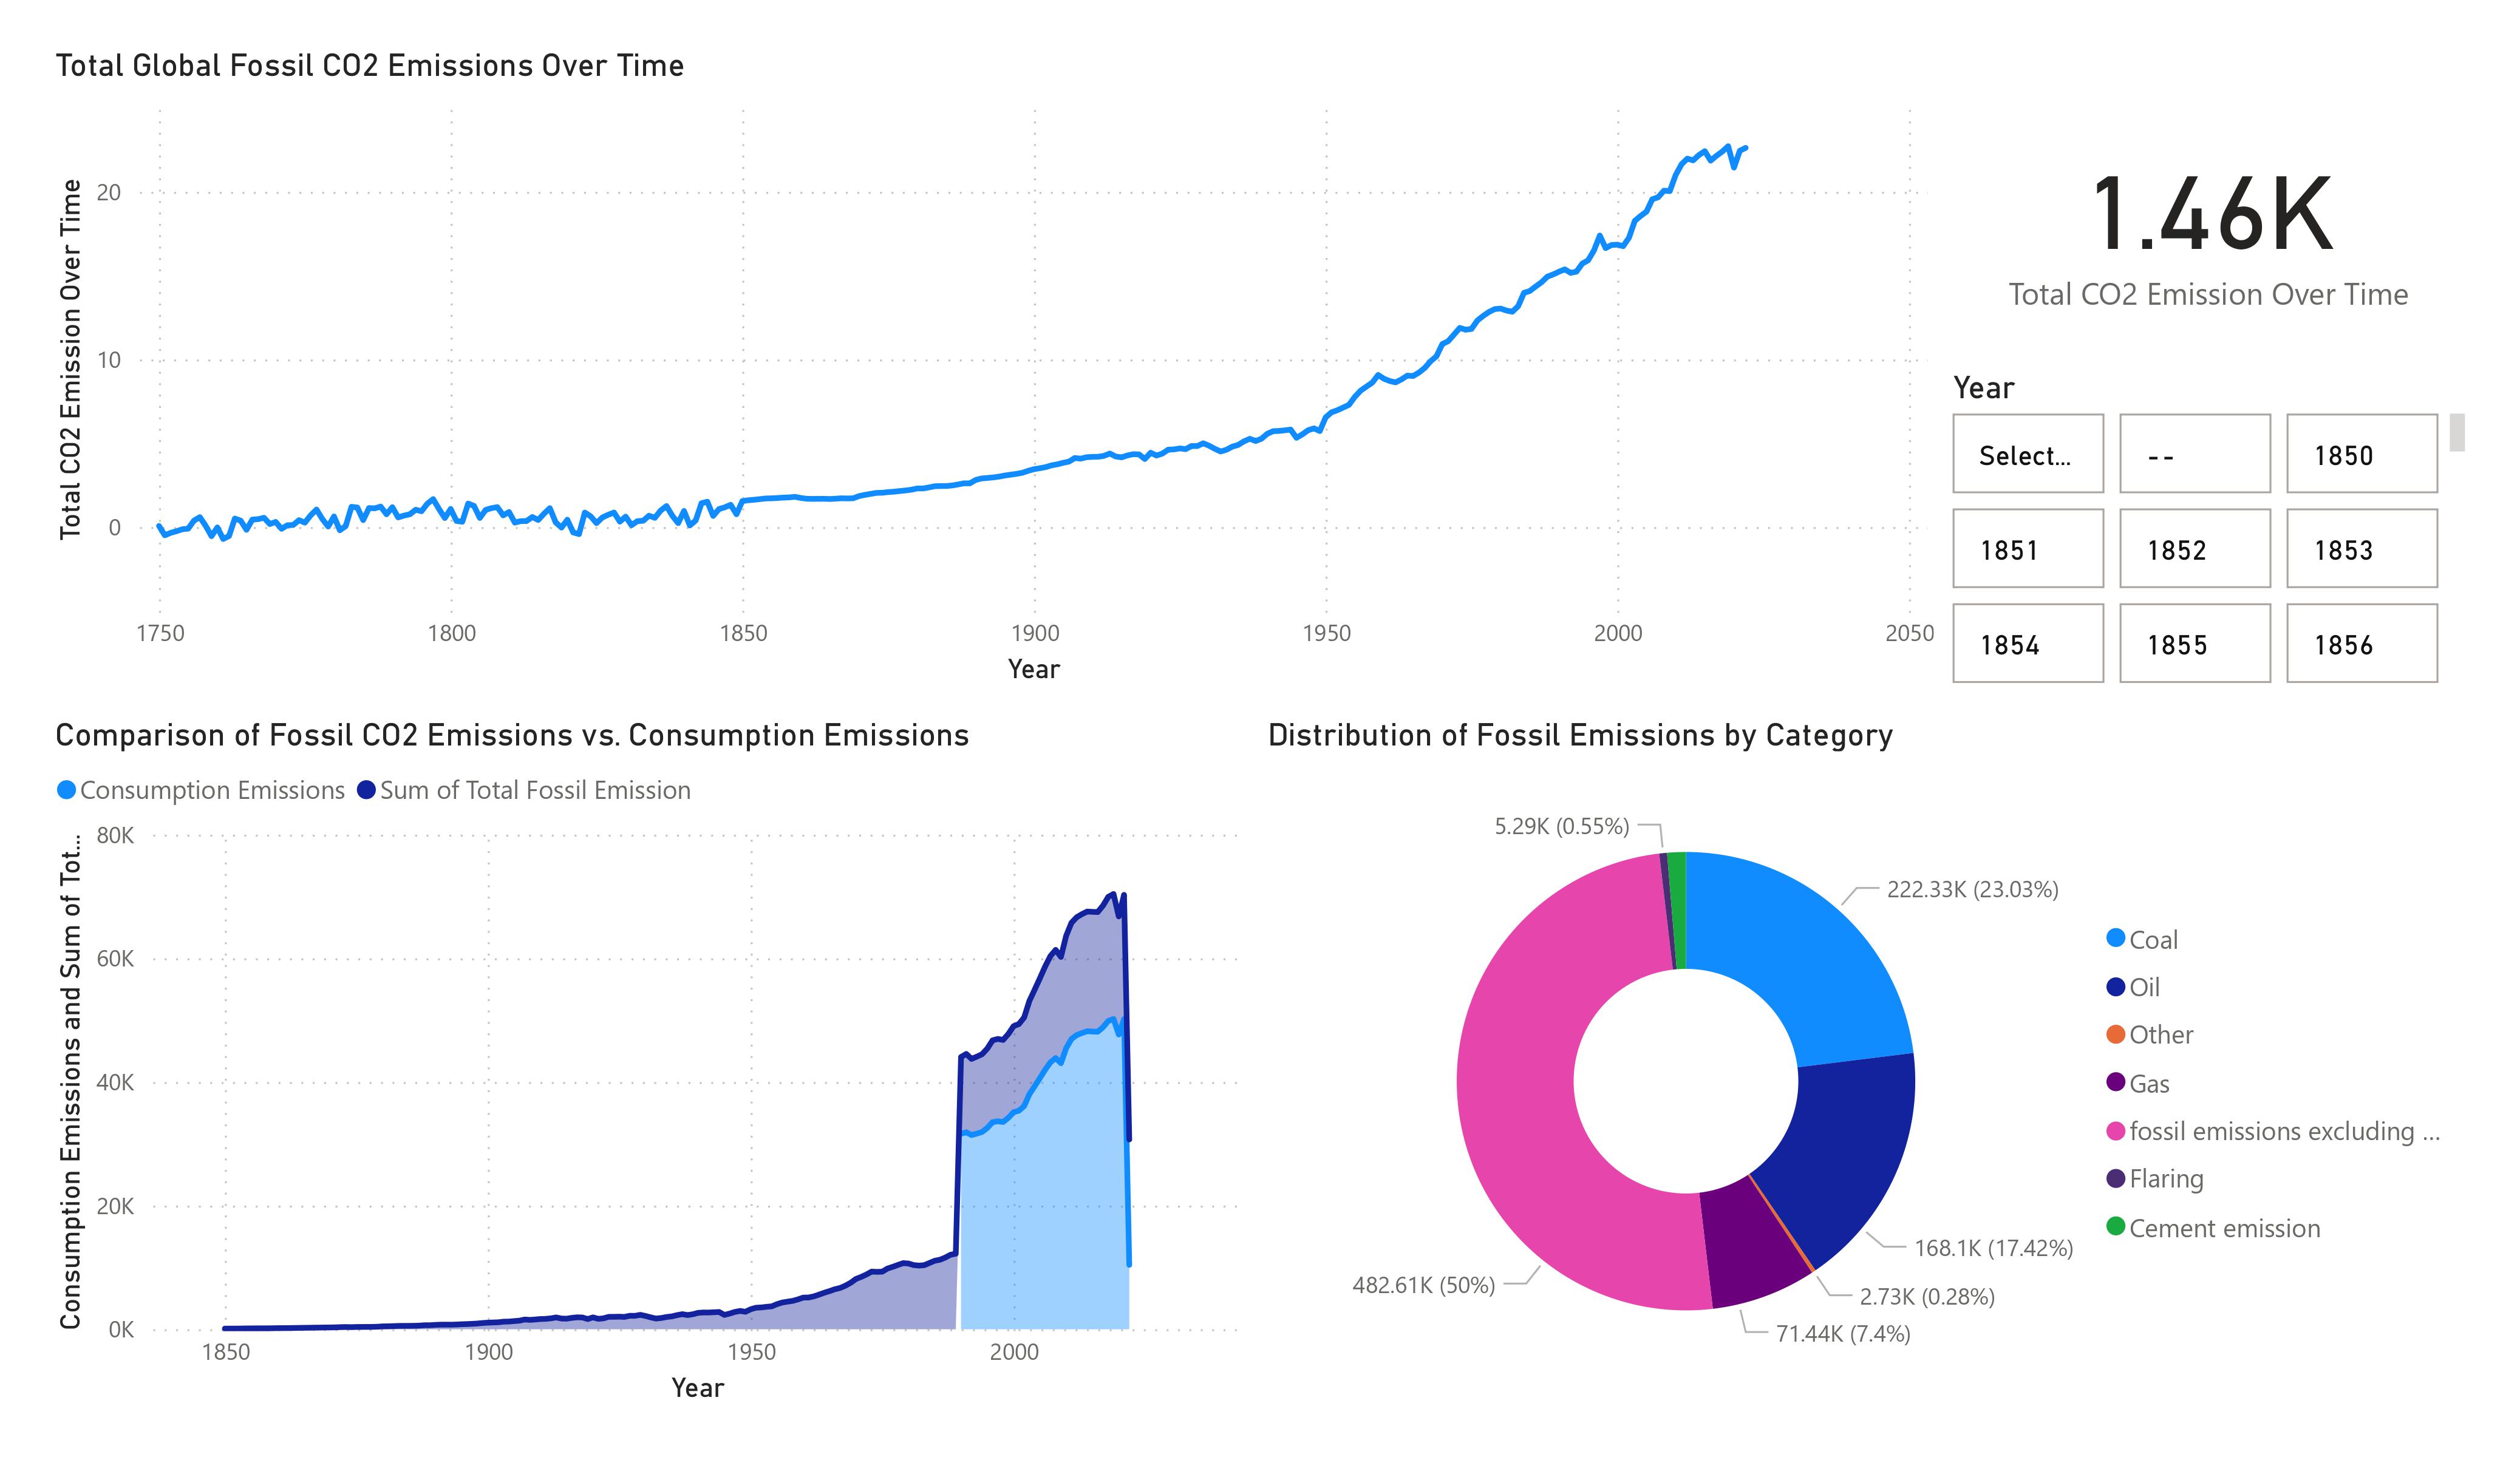 Total Global Fossil CO2 Emissions Over Time
Total CO2 Emission Over Time
20
10
0
1750 1800 1850 1900 1950 2000 2050
Year
1.46K
Total CO2 Emission Over Time
Year
Select... -- 1850
1851 1852 1853
1854 1855 1856
Comparison of Fossil CO2 Emissions vs. Consumption Emissions
Consumption Emissions Sum of Total Fossil Emission
Consumption Emissions and Sum of Tot...
80K
60K
40K
20K
0K
1850 1900 1950 2000
Year
Distribution of Fossil Emissions by Category
5.29K (0.55%)
222.33K (23.03%)
168.1K (17.42%)
2.73K (0.28%)
71.44K (7.4%)
482.61K (50%)
Coal
Oil
Other
Gas
fossil emissions excluding ...
Flaring
Cement emission